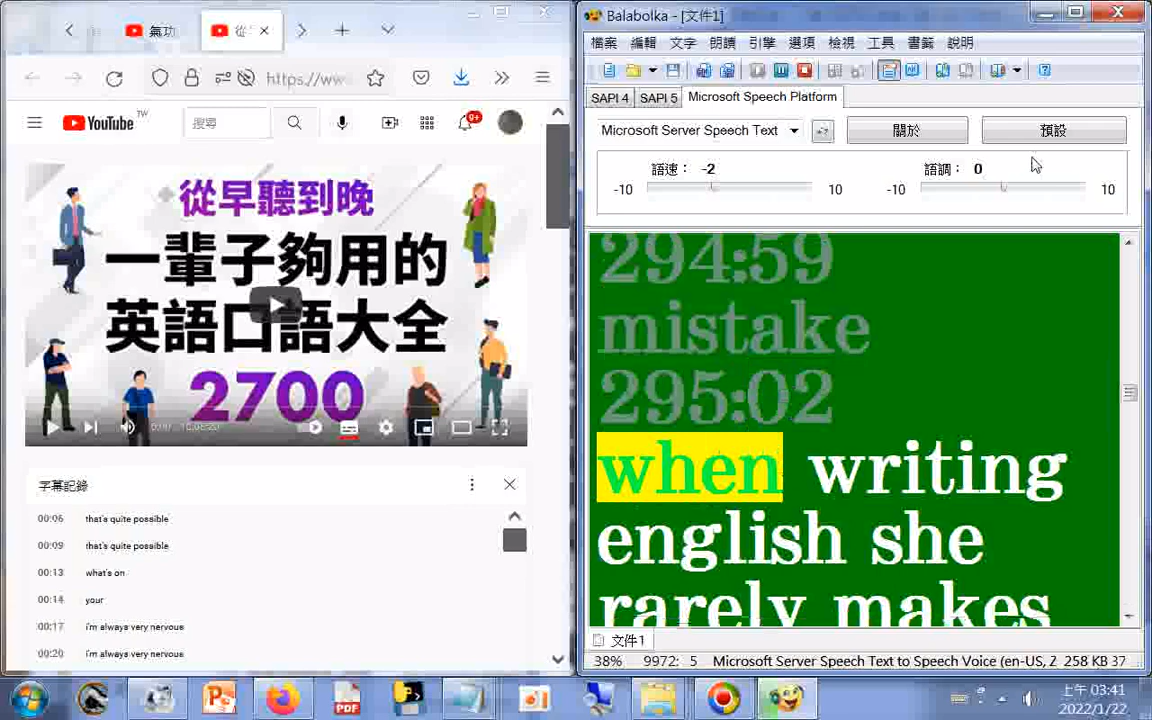 氣功
從
https://www
YouTube TW
搜尋
9+
從早聽到晚
一輩子夠用的
英語口語大全
2700
字幕記錄
00:06 that's quite possible
00:09 that's quite possible
00:13 what's on
00:14 your
00:17 i'm always very nervous
00:20 i'm always very nervous
Balabolka - [文件1]
檔案 編輯 文字 朗讀 引擎 選項 檢視 工具 書籤 說明
SAPI 4 SAPI 5 Microsoft Speech Platform
Microsoft Server Speech Text
關於
預設
語速： -2
語調： 0
-10 10 -10 10
294:59
mistake
295:02
when writing
english she
rarely makes
文件1
38% 9972: 5 Microsoft Server Speech Text to Speech Voice (en-US, Z 258 KB 37
PDF
上午 03:41
2022/1/22